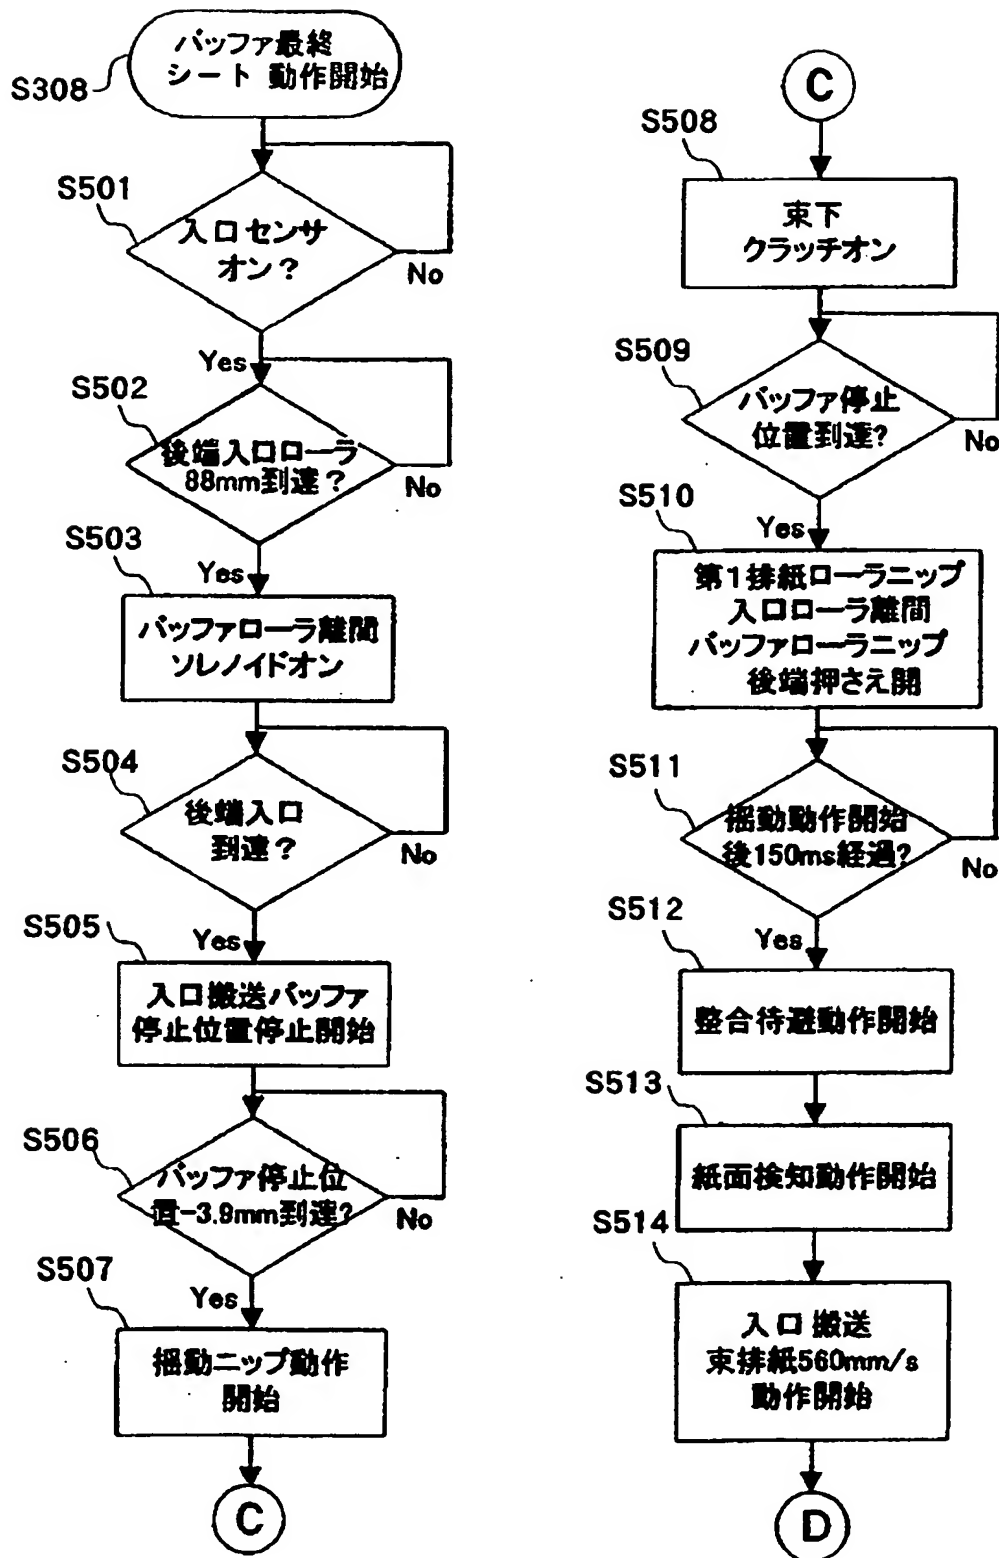 バッファ最終
シート 動作開始
S308
S501
入口センサ
オン?
No
Yes
S502
後端入口ローラ
88mm到達?
No
S503
Yes
バッファローラ離間
ソレノイドオン
S504
後端入口
到達?
No
S505
Yes
入口搬送バッファ
停止位置停止開始
S506
バッファ停止位
置-3.9mm到達?
No
S507
Yes
揺動ニップ動作
開始
C
C
S508
束下
クラッチオン
S509
バッファ停止
位置到達?
No
S510
Yes
第1排紙ローラニップ
入口ローラ離間
バッファローラニップ
後端押さえ開
S511
揺動動作開始
後150ms経過?
No
S512
Yes
整合待避動作開始
S513
紙面検知動作開始
S514
入口搬送
束排紙560mm/s
動作開始
D